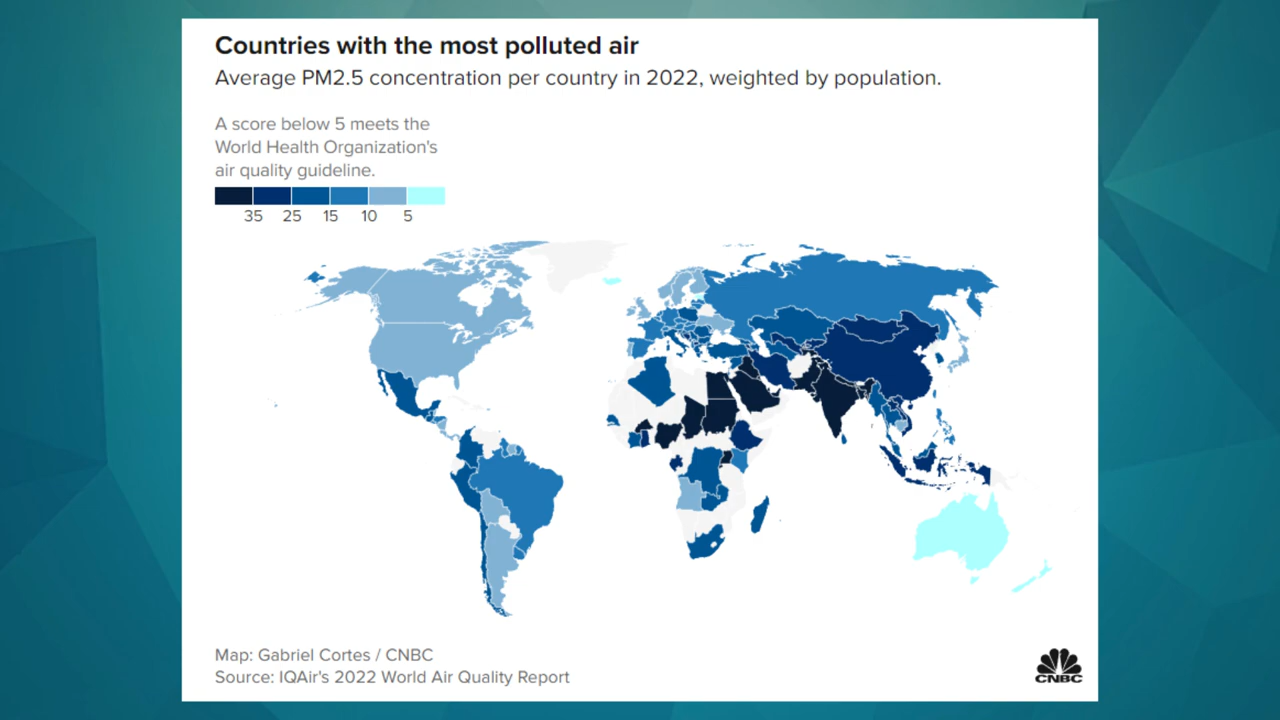 Countries with the most polluted air
Average PM2.5 concentration per country in 2022, weighted by population.
A score below 5 meets the
World Health Organization's
air quality guideline.
35 25 15 10 5
Map: Gabriel Cortes / CNBC
Source: IQAir's 2022 World Air Quality Report
CNBC